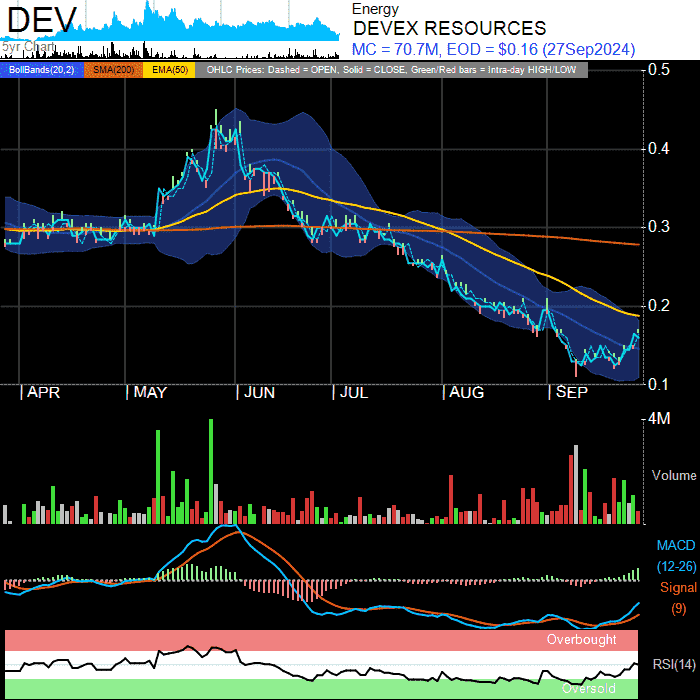 DEV
5yr Chart
Energy
DEVEX RESOURCES
MC = 70.7M, EOD = $0.16 (27Sep2024)
BollBands(20,2) SMA(200) EMA(50) OHLC Prices: Dashed = OPEN, Solid = CLOSE, Green/Red bars = Intra-day HIGH/LOW
0.5
0.4
0.3
0.2
0.1
APR MAY JUN JUL AUG SEP
4M
Volume
MACD
(12-26)
Signal
(9)
Overbought
RSI(14)
Oversold